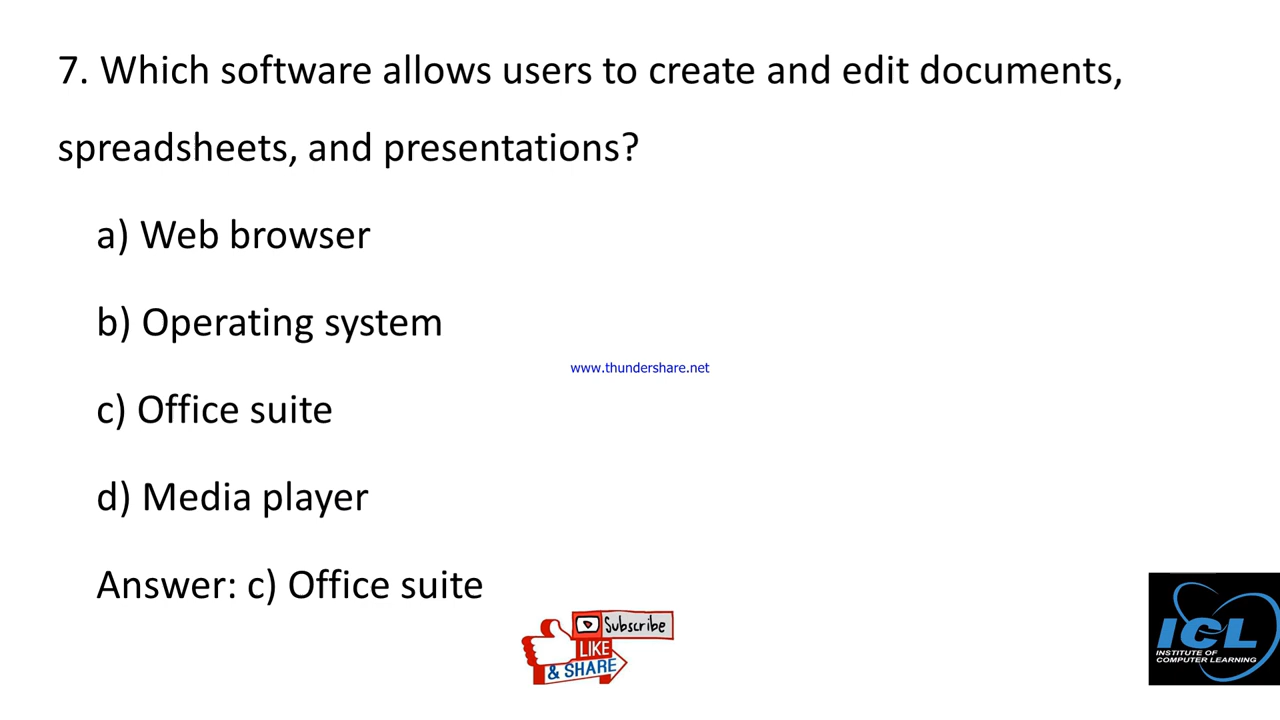 7. Which software allows users to create and edit documents,
spreadsheets, and presentations?
a) Web browser
b) Operating system
www.thundershare.net
c) Office suite
d) Media player
Answer: c) Office suite
Subscribe
LIKE
& SHARE
ICL
INSTITUTE OF
COMPUTER LEARNING